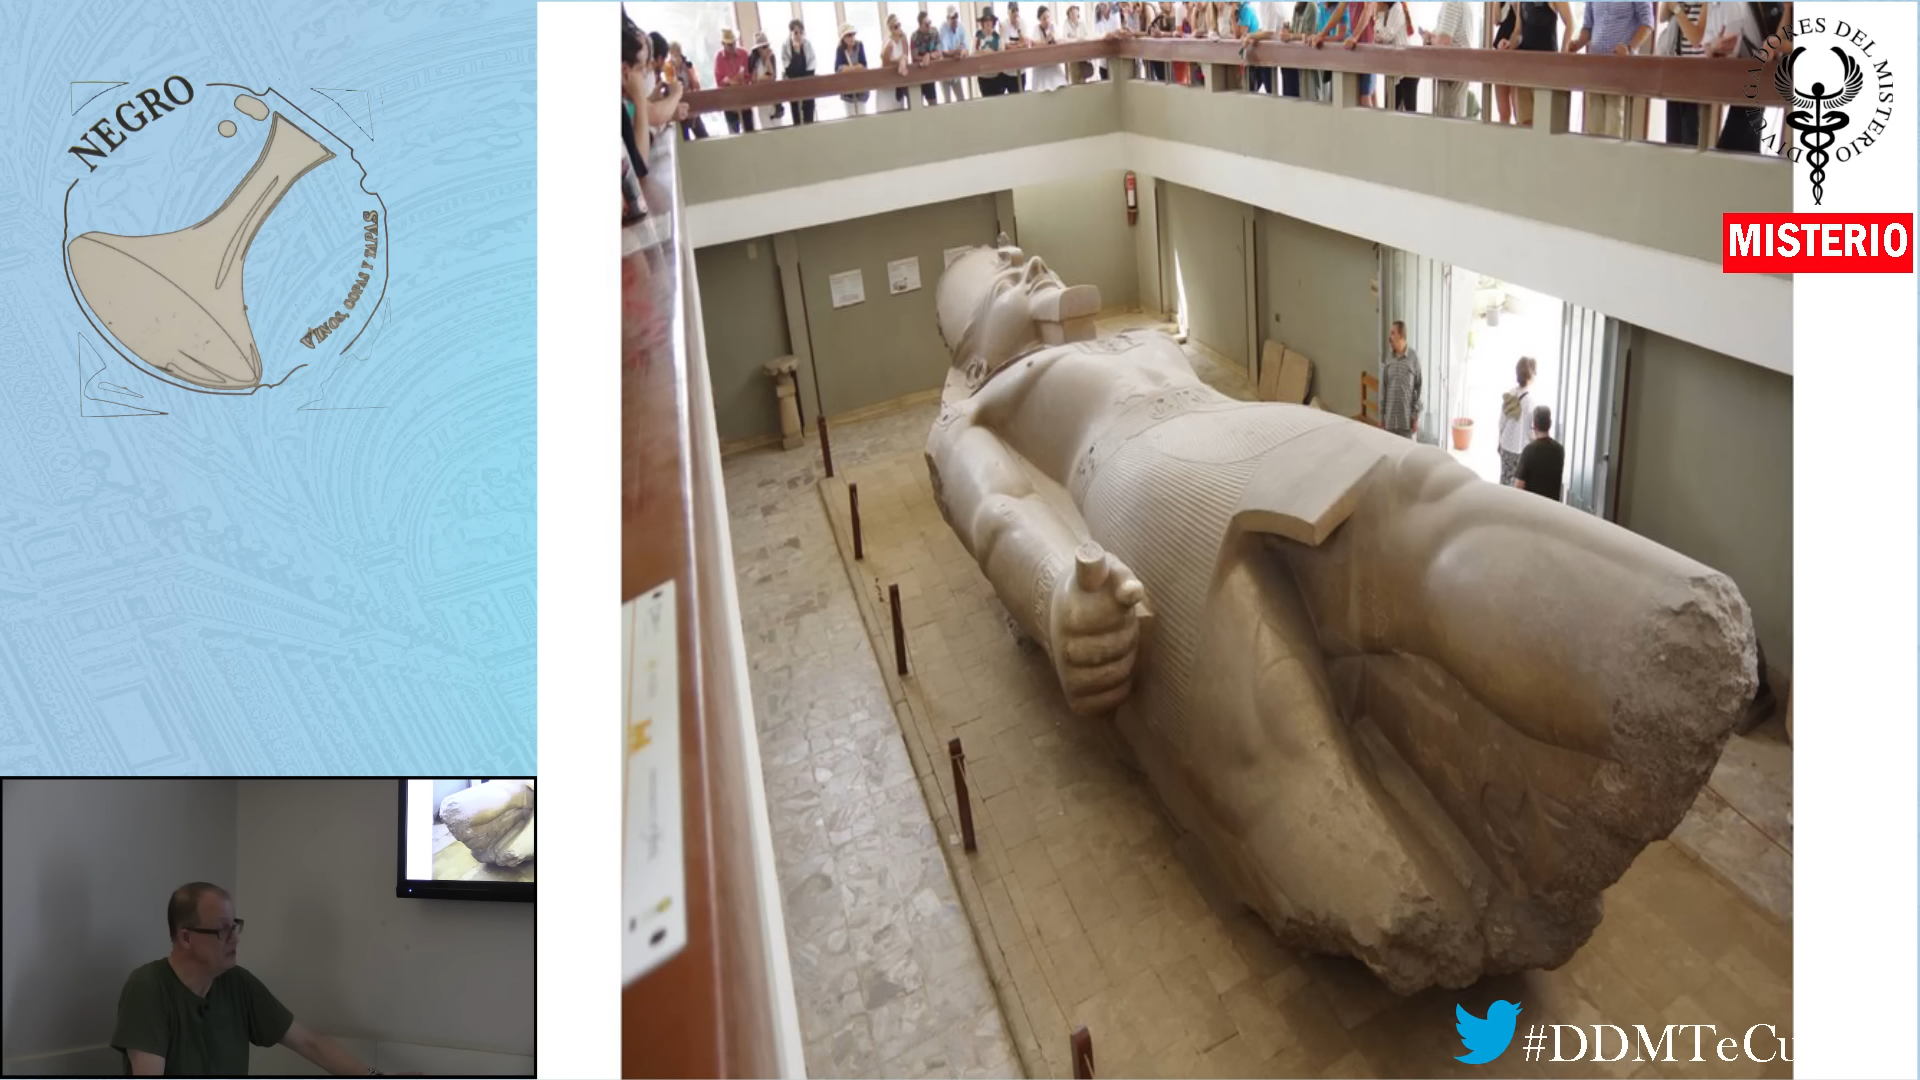 NEGRO
VINOS, COPAS Y TAPAS
DIVULGADORES DEL MISTERIO
MISTERIO
#DDMTeCu